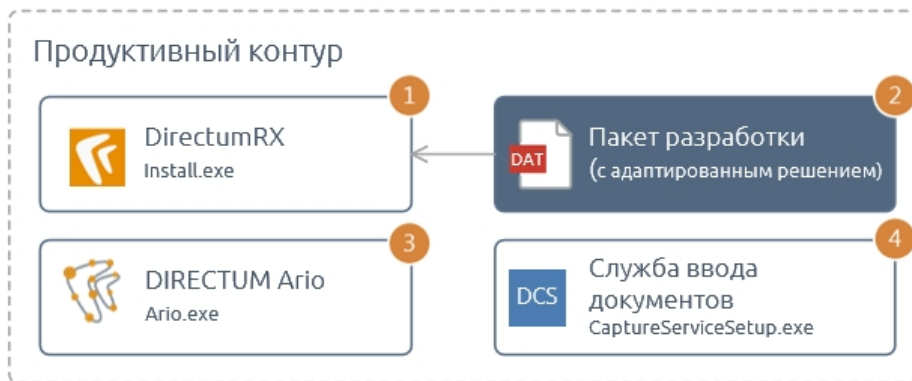 Продуктивный контур
1
DirectumRX
Install.exe
2
DAT
Пакет разработки
(с адаптированным решением)
3
DIRECTUM Ario
Ario.exe
4
DCS
Служба ввода
документов
CaptureServiceSetup.exe